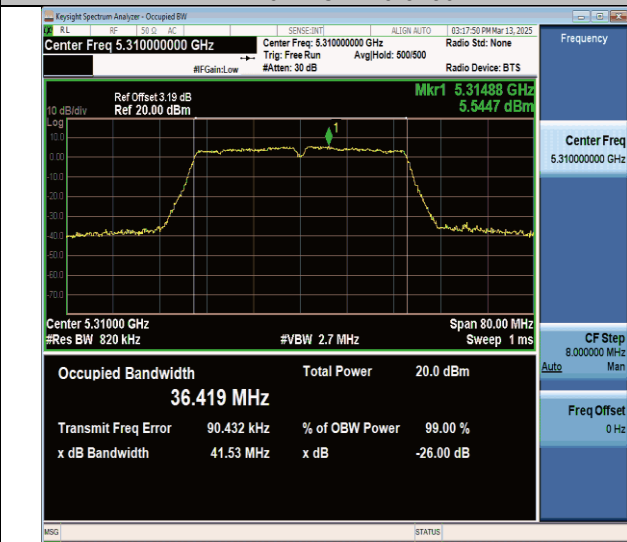 Keysight Spectrum Analyzer - Occupied BW
RL RF 50 Ω AC SENSE:INT ALIGN AUTO 03:17:50 PM Mar 13, 2025
Center Freq 5.310000000 GHz
Center Freq: 5.310000000 GHz Radio Std: None
Trig: Free Run Avg|Hold: 500/500
#IFGain:Low #Atten: 30 dB Radio Device: BTS
Frequency
Ref Offset 3.19 dB Mkr1 5.31488 GHz
10 dB/div Ref 20.00 dBm 5.5447 dBm
Log
10.0
0.00
-10.0
-20.0
-30.0
-40.0
-50.0
-60.0
-70.0
1
Center 5.31000 GHz Span 80.00 MHz
#Res BW 820 kHz #VBW 2.7 MHz Sweep 1 ms
Occupied Bandwidth Total Power 20.0 dBm
36.419 MHz
Transmit Freq Error 90.432 kHz % of OBW Power 99.00 %
x dB Bandwidth 41.53 MHz x dB -26.00 dB
Center Freq
5.310000000 GHz
CF Step
8.000000 MHz
Auto Man
Freq Offset
0 Hz
MSG STATUS